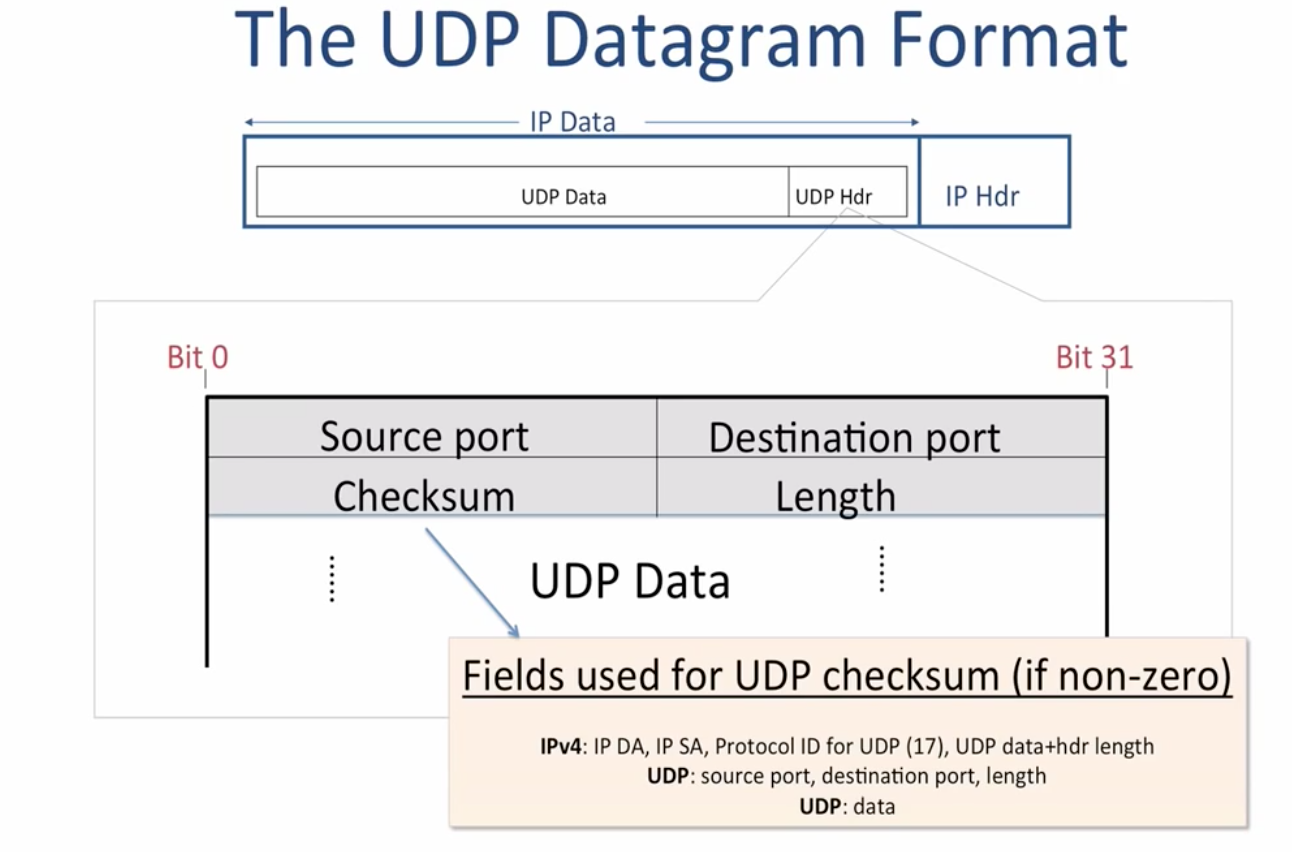 The UDP Datagram Format
IP Data
UDP Data UDP Hdr IP Hdr
Bit 0 Bit 31
Source port Destination port
Checksum Length
UDP Data
Fields used for UDP checksum (if non-zero)
IPv4: IP DA, IP SA, Protocol ID for UDP (17), UDP data+hdr length
UDP: source port, destination port, length
UDP: data